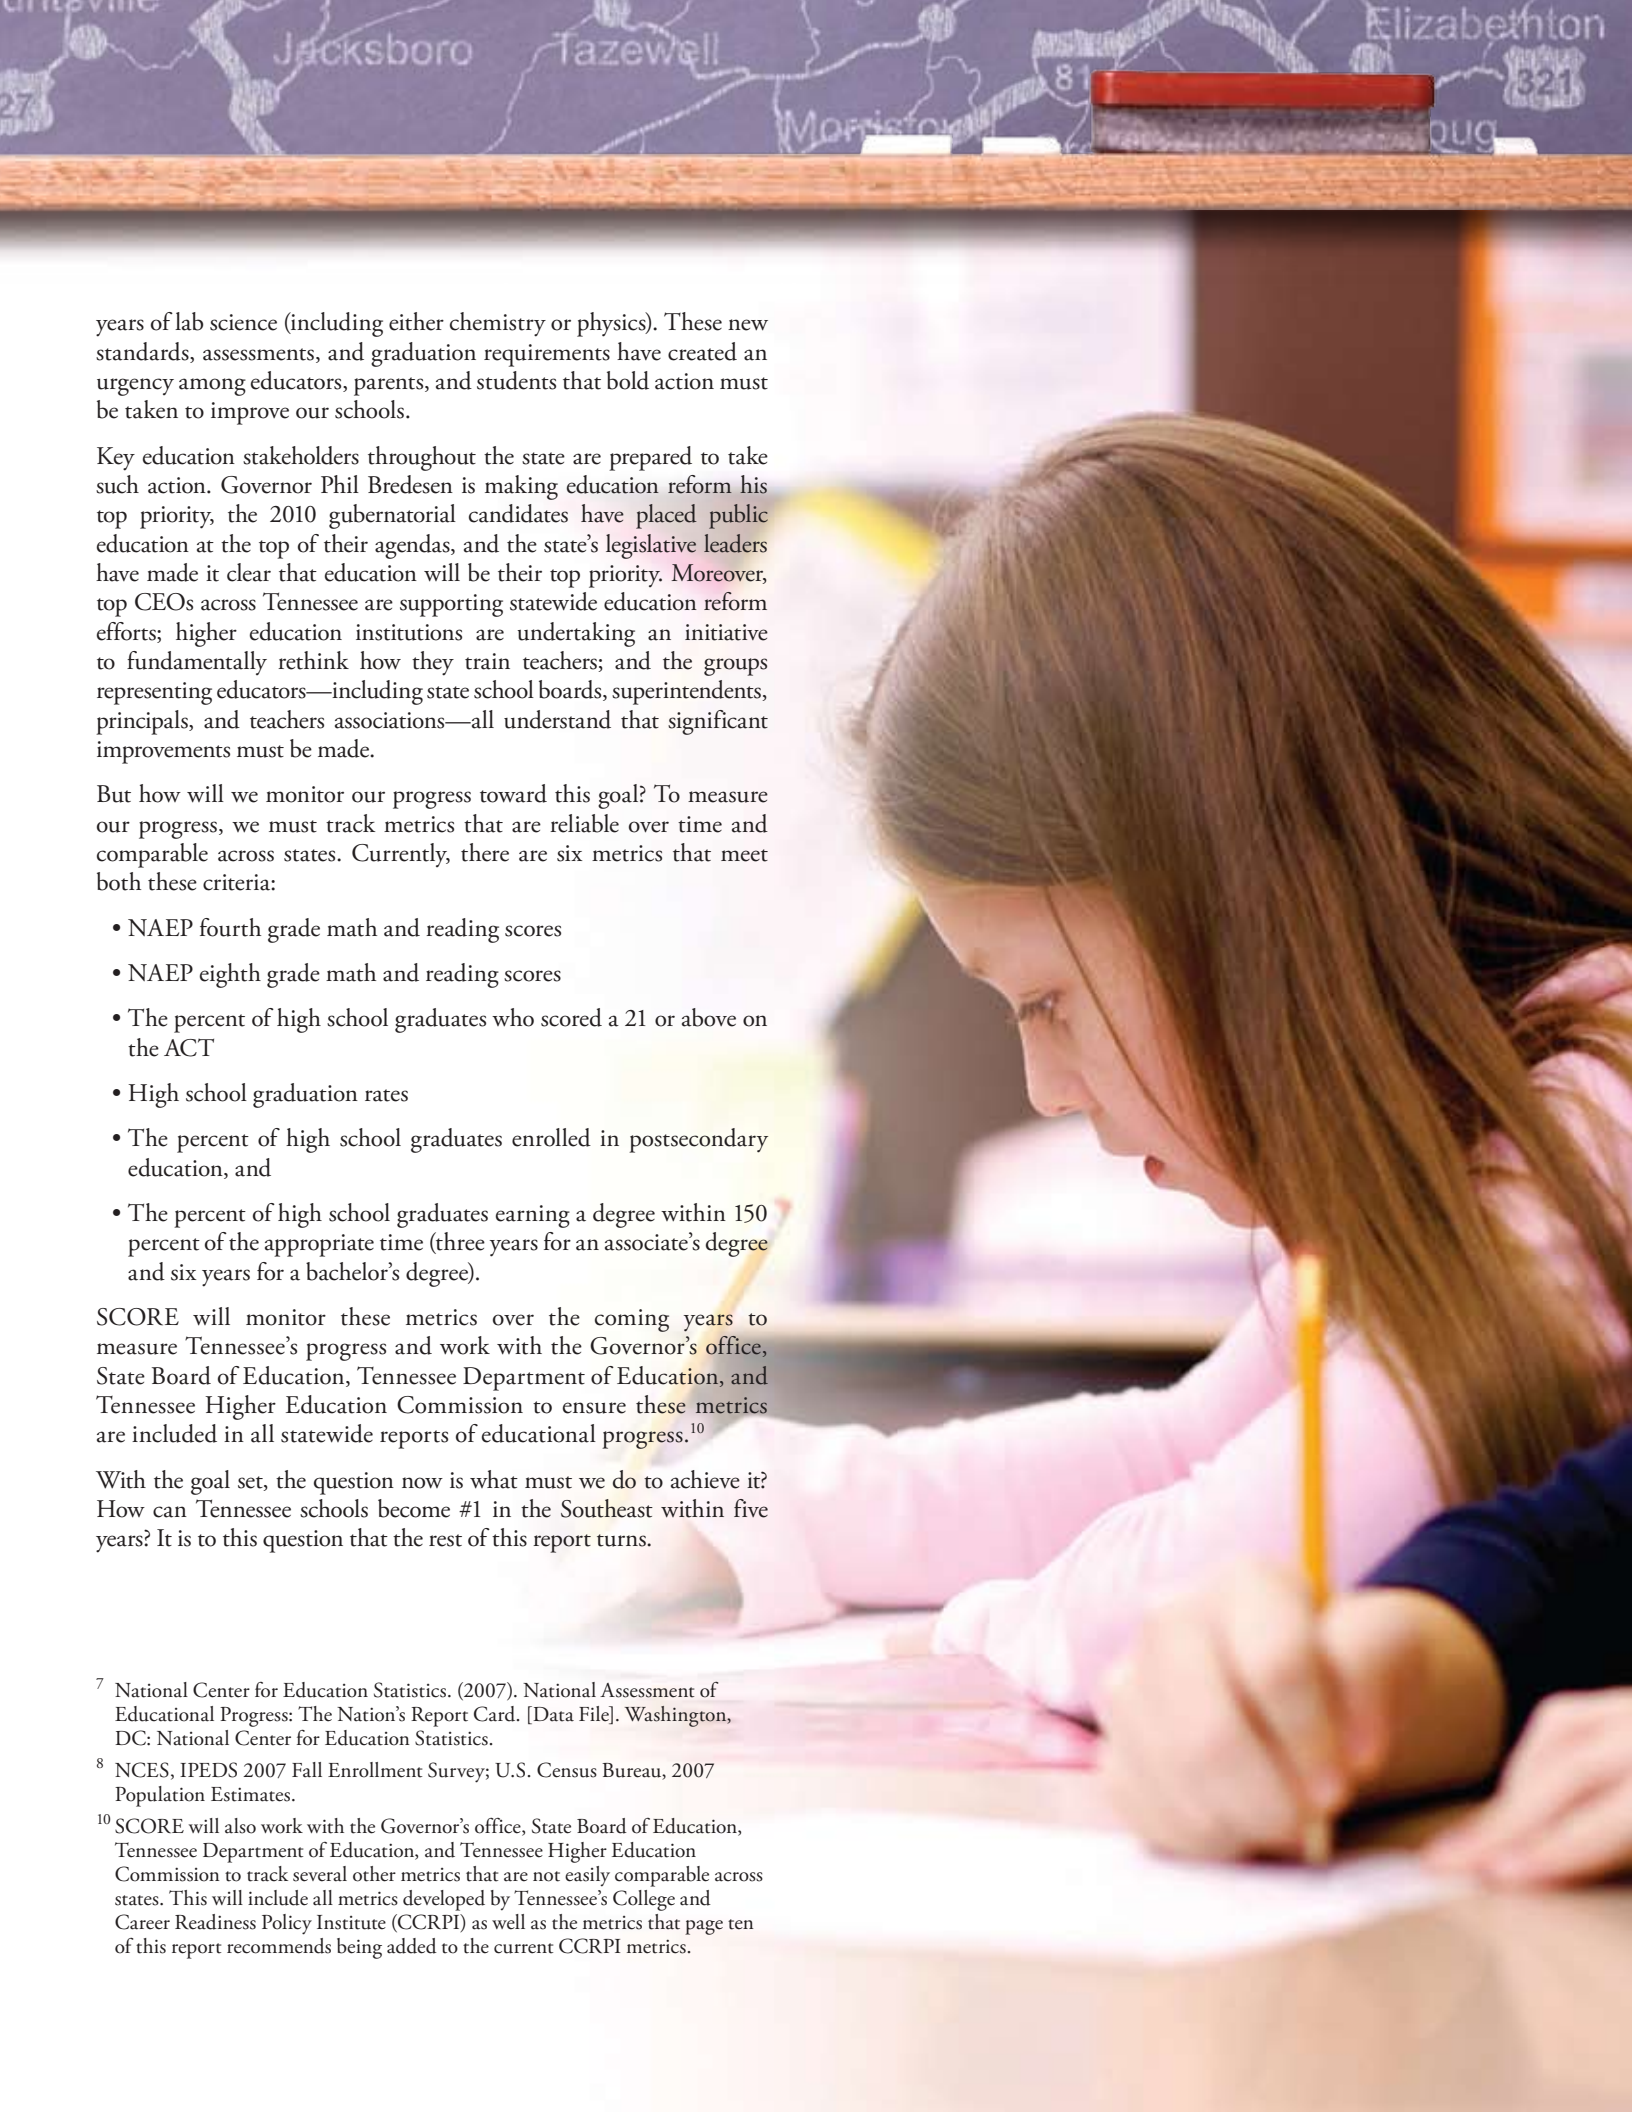 Jacksboro
Tazewell
Elizabethton
27
81
321
Morristown
years of lab science (including either chemistry or physics). These new
standards, assessments, and graduation requirements have created an
urgency among educators, parents, and students that bold action must
be taken to improve our schools.
Key education stakeholders throughout the state are prepared to take
such action. Governor Phil Bredesen is making education reform his
top priority, the 2010 gubernatorial candidates have placed public
education at the top of their agendas, and the state’s legislative leaders
have made it clear that education will be their top priority. Moreover,
top CEOs across Tennessee are supporting statewide education reform
efforts; higher education institutions are undertaking an initiative
to fundamentally rethink how they train teachers; and the groups
representing educators—including state school boards, superintendents,
principals, and teachers associations—all understand that significant
improvements must be made.
But how will we monitor our progress toward this goal? To measure
our progress, we must track metrics that are reliable over time and
comparable across states. Currently, there are six metrics that meet
both these criteria:
• NAEP fourth grade math and reading scores
• NAEP eighth grade math and reading scores
• The percent of high school graduates who scored a 21 or above on
the ACT
• High school graduation rates
• The percent of high school graduates enrolled in postsecondary
education, and
• The percent of high school graduates earning a degree within 150
percent of the appropriate time (three years for an associate’s degree
and six years for a bachelor’s degree).
SCORE will monitor these metrics over the coming years to
measure Tennessee’s progress and work with the Governor’s office,
State Board of Education, Tennessee Department of Education, and
Tennessee Higher Education Commission to ensure these metrics
are included in all statewide reports of educational progress.10
With the goal set, the question now is what must we do to achieve it?
How can Tennessee schools become #1 in the Southeast within five
years? It is to this question that the rest of this report turns.
7 National Center for Education Statistics. (2007). National Assessment of
Educational Progress: The Nation’s Report Card. [Data File]. Washington,
DC: National Center for Education Statistics.
8 NCES, IPEDS 2007 Fall Enrollment Survey; U.S. Census Bureau, 2007
Population Estimates.
10 SCORE will also work with the Governor’s office, State Board of Education,
Tennessee Department of Education, and Tennessee Higher Education
Commission to track several other metrics that are not easily comparable across
states. This will include all metrics developed by Tennessee’s College and
Career Readiness Policy Institute (CCRPI) as well as the metrics that page ten
of this report recommends being added to the current CCRPI metrics.